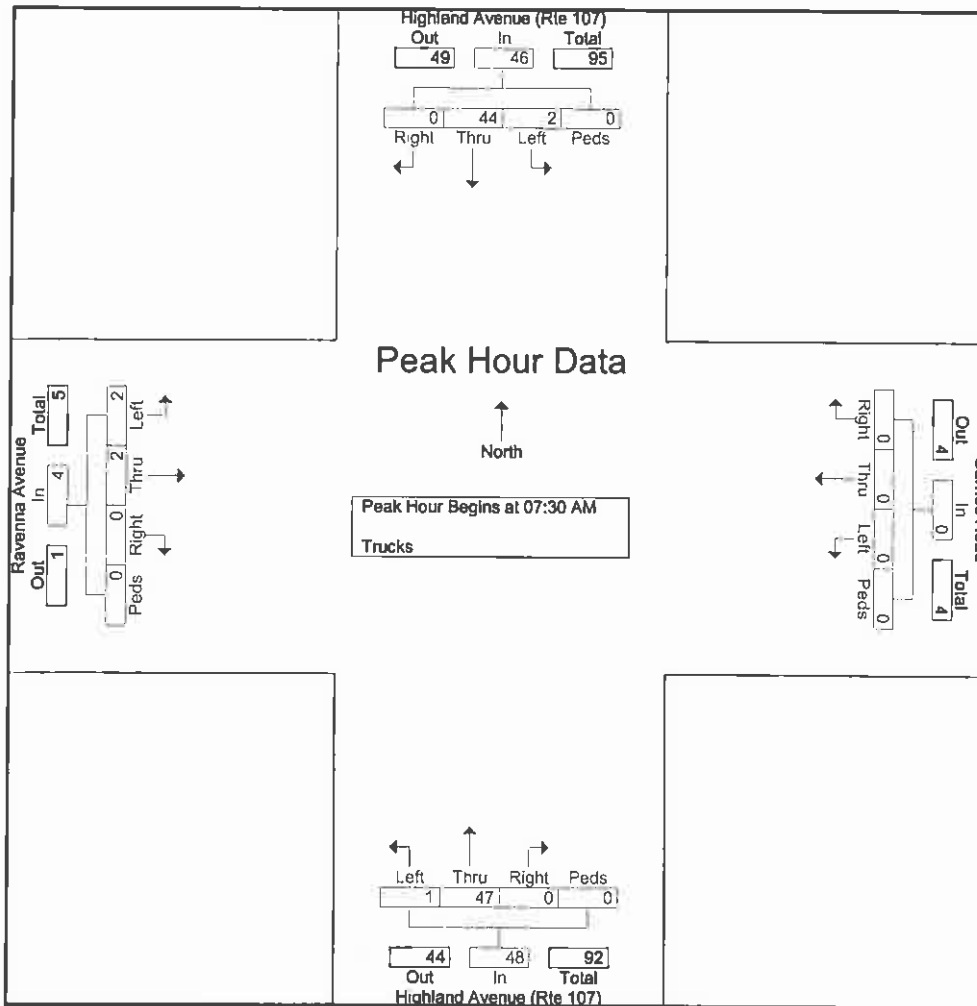 Highland Avenue (Rte 107)
Out In Total
49 46 95
0 44 2 0
Right Thru Left Peds
Peak Hour Data
North
Peak Hour Begins at 07:30 AM
Trucks
Ravenna Avenue
Total In Out
5 4 1
2 2 0 0
Left Thru Right Peds
Right Thru Left Peds
0 0 0 0
Out In Total
4 0 4
Left Thru Right Peds
1 47 0 0
44 48 92
Out In Total
Highland Avenue (Rte 107)